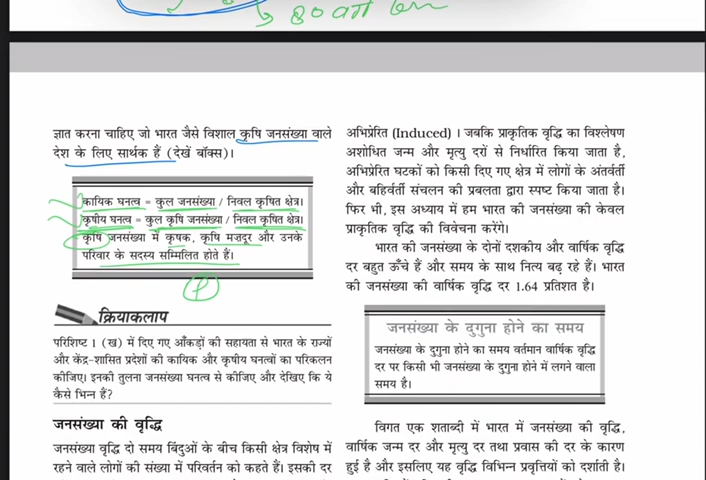 ज्ञात करना चाहिए जो भारत जैसे विशाल कृषि जनसंख्या वाले
देश के लिए सार्थक हैं (देखें बॉक्स)।
कायिक घनत्व = कुल जनसंख्या / निवल कृषित क्षेत्र।
कृषीय घनत्व = कुल कृषि जनसंख्या / निवल कृषित क्षेत्र।
कृषि जनसंख्या में कृषक, कृषि मजदूर और उनके
परिवार के सदस्य सम्मिलित होते हैं।
क्रियाकलाप
परिशिष्ट 1 (ख) में दिए गए आँकड़ों की सहायता से भारत के राज्यों
और केंद्र-शासित प्रदेशों की कायिक और कृषीय घनत्वों का परिकलन
कीजिए। इनकी तुलना जनसंख्या घनत्व से कीजिए और देखिए कि ये
कैसे भिन्न हैं?
जनसंख्या की वृद्धि
जनसंख्या वृद्धि दो समय बिंदुओं के बीच किसी क्षेत्र विशेष में
रहने वाले लोगों की संख्या में परिवर्तन को कहते हैं। इसकी दर
अभिप्रेरित (Induced) । जबकि प्राकृतिक वृद्धि का विश्लेषण
अशोधित जन्म और मृत्यु दरों से निर्धारित किया जाता है,
अभिप्रेरित घटकों को किसी दिए गए क्षेत्र में लोगों के अंतर्वर्ती
और बहिर्वर्ती संचलन की प्रबलता द्वारा स्पष्ट किया जाता है।
फिर भी, इस अध्याय में हम भारत की जनसंख्या की केवल
प्राकृतिक वृद्धि की विवेचना करेंगे।
भारत की जनसंख्या के दोनों दशकीय और वार्षिक वृद्धि
दर बहुत ऊँचे हैं और समय के साथ नित्य बढ़ रहे हैं। भारत
की जनसंख्या की वार्षिक वृद्धि दर 1.64 प्रतिशत है।
जनसंख्या के दुगुना होने का समय
जनसंख्या के दुगुना होने का समय वर्तमान वार्षिक वृद्धि
दर पर किसी भी जनसंख्या के दुगुना होने में लगने वाला
समय है।
विगत एक शताब्दी में भारत में जनसंख्या की वृद्धि,
वार्षिक जन्म दर और मृत्यु दर तथा प्रवास की दर के कारण
हुई है और इसलिए यह वृद्धि विभिन्न प्रवृत्तियों को दर्शाती है।